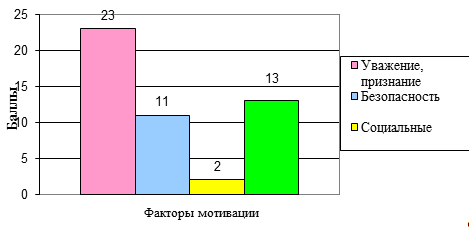 25
20
15
10
5
0
Баллы
23
11
2
13
Факторы мотивации
Уважение,
признание
Безопасность
Социальные